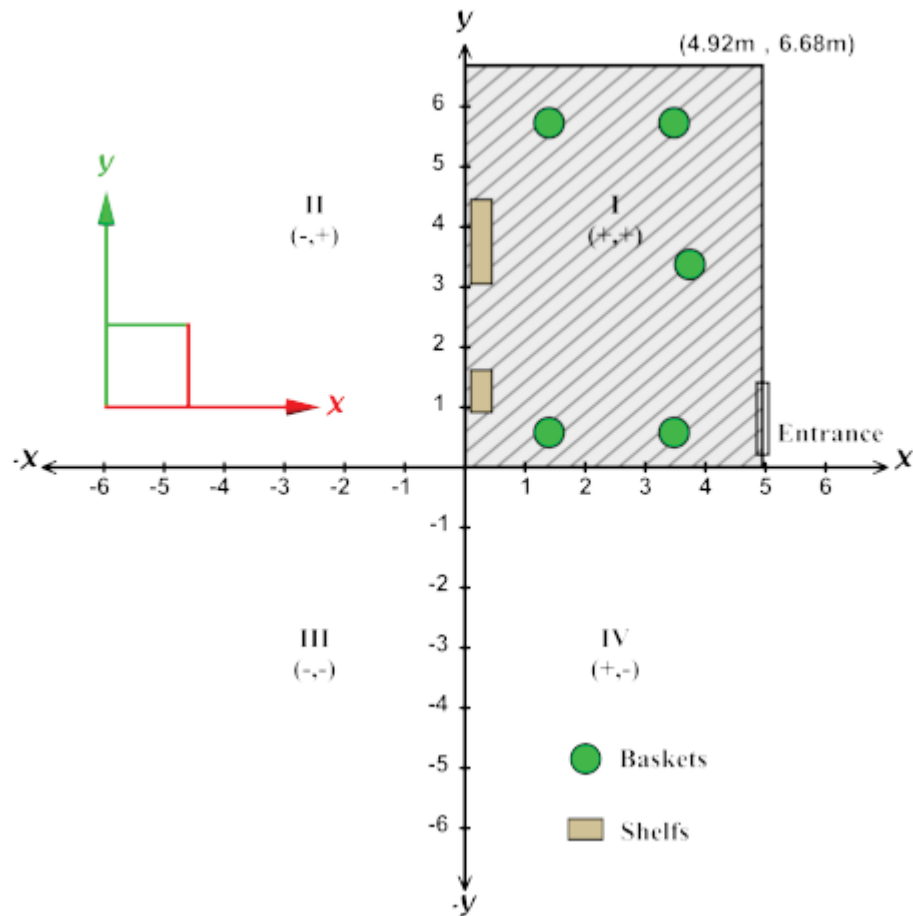 y
(4.92m , 6.68m)
6
y
5
II
I
4
(-,+)
(+,+)
3
2
x
1
Entrance
-x
-6 -5 -4 -3 -2 -1 1 2 3 4 5 6
x
-1
-2
III
IV
-3
(-,-)
(+,-)
-4
-5
Baskets
-6
Shelfs
-y